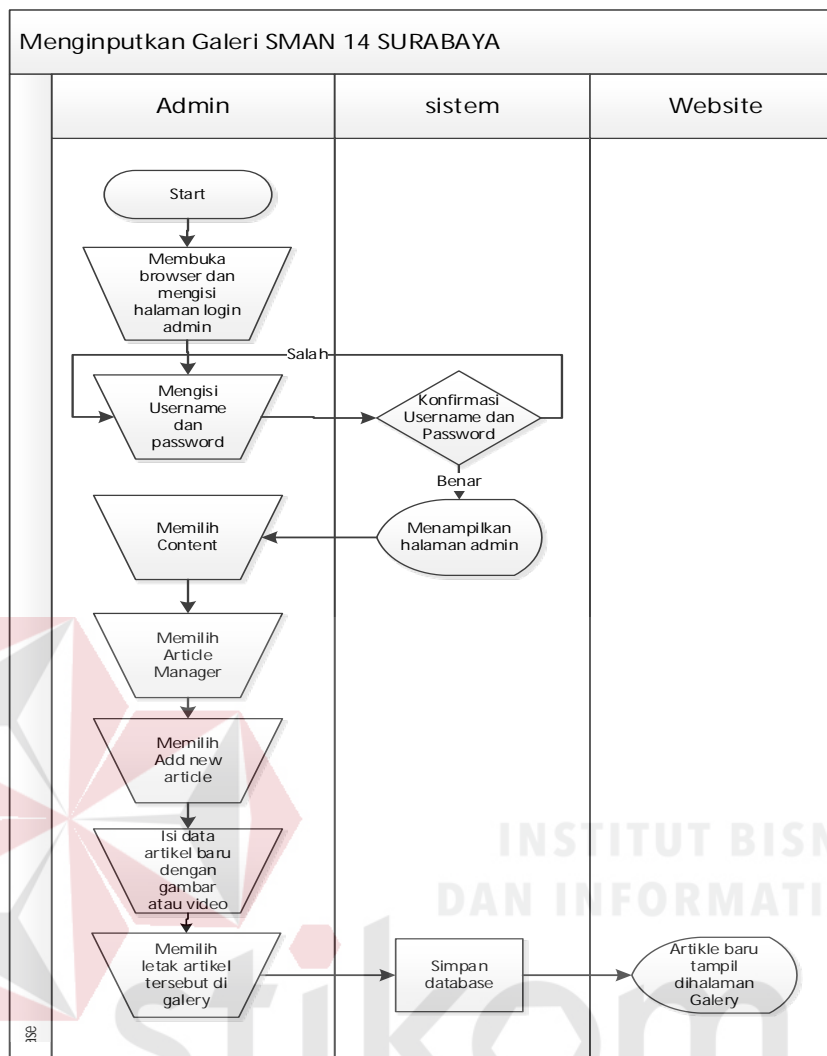 Menginputkan Galeri SMAN 14 SURABAYA
Admin
sistem
Website
Start
Membuka
browser dan
mengisi
halaman login
admin
Salah
Mengisi
Username
dan
password
Konfirmasi
Username dan
Password
Benar
Memilih
Content
Menampilkan
halaman admin
Memilih
Article
Manager
Memilih
Add new
article
Isi data
artikel baru
dengan
gambar
atau video
Memilih
letak artikel
tersebut di
galery
Simpan
database
Artikle baru
tampil
dihalaman
Galery
ase
INSTITUT BISN
DAN INFORMATI
stikom